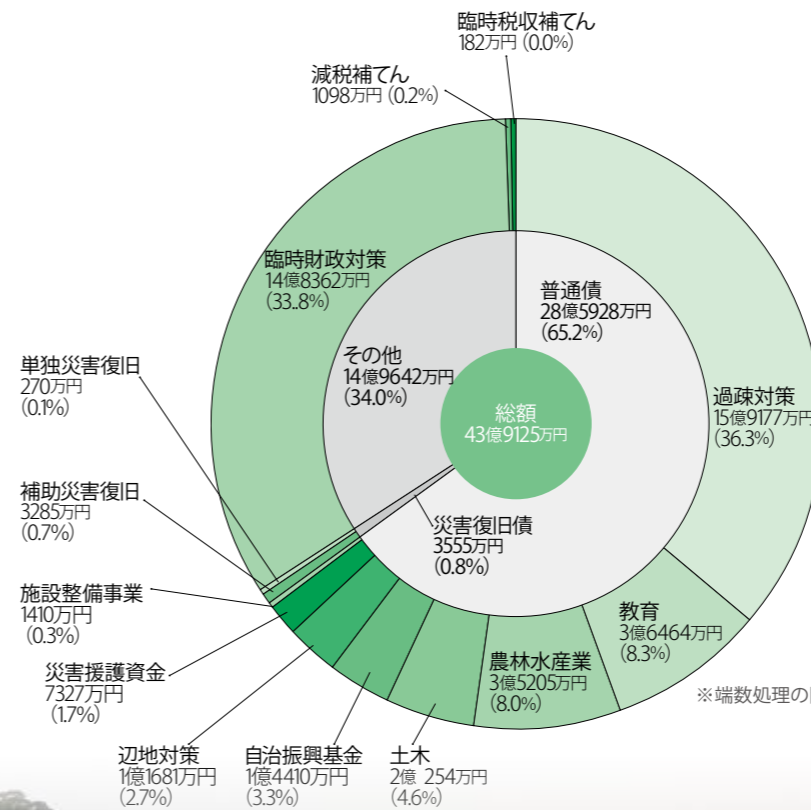 臨時税収補てん
182万円 (0.0%)
減税補てん
1098万円 (0.2%)
臨時財政対策
14億8362万円
(33.8%)
普通債
28億5928万円
(65.2%)
その他
14億9642万円
(34.0%)
総額
43億9125万円
過疎対策
15億9177万円
(36.3%)
単独災害復旧
270万円
(0.1%)
補助災害復旧
3285万円
(0.7%)
災害復旧債
3555万円
(0.8%)
施設整備事業
1410万円
(0.3%)
教育
3億6464万円
(8.3%)
農林水産業
3億5205万円
(8.0%)
災害援護資金
7327万円
(1.7%)
※端数処理の
辺地対策
1億1681万円
(2.7%)
自治振興基金
1億4410万円
(3.3%)
土木
2億 254万円
(4.6%)